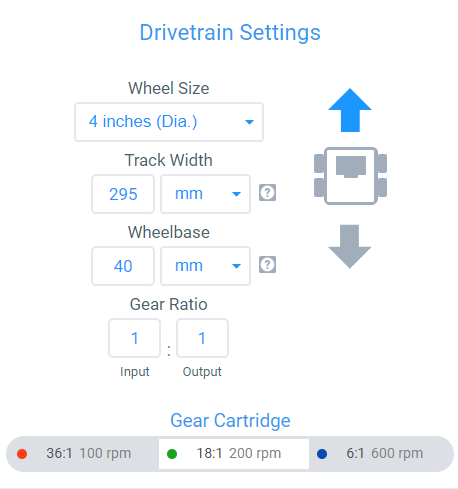 Drivetrain Settings
Wheel Size
4 inches (Dia.)
Track Width
295 mm ?
Wheelbase
40 mm ?
Gear Ratio
1 : 1
Input Output
Gear Cartridge
36:1 100 rpm 18:1 200 rpm 6:1 600 rpm